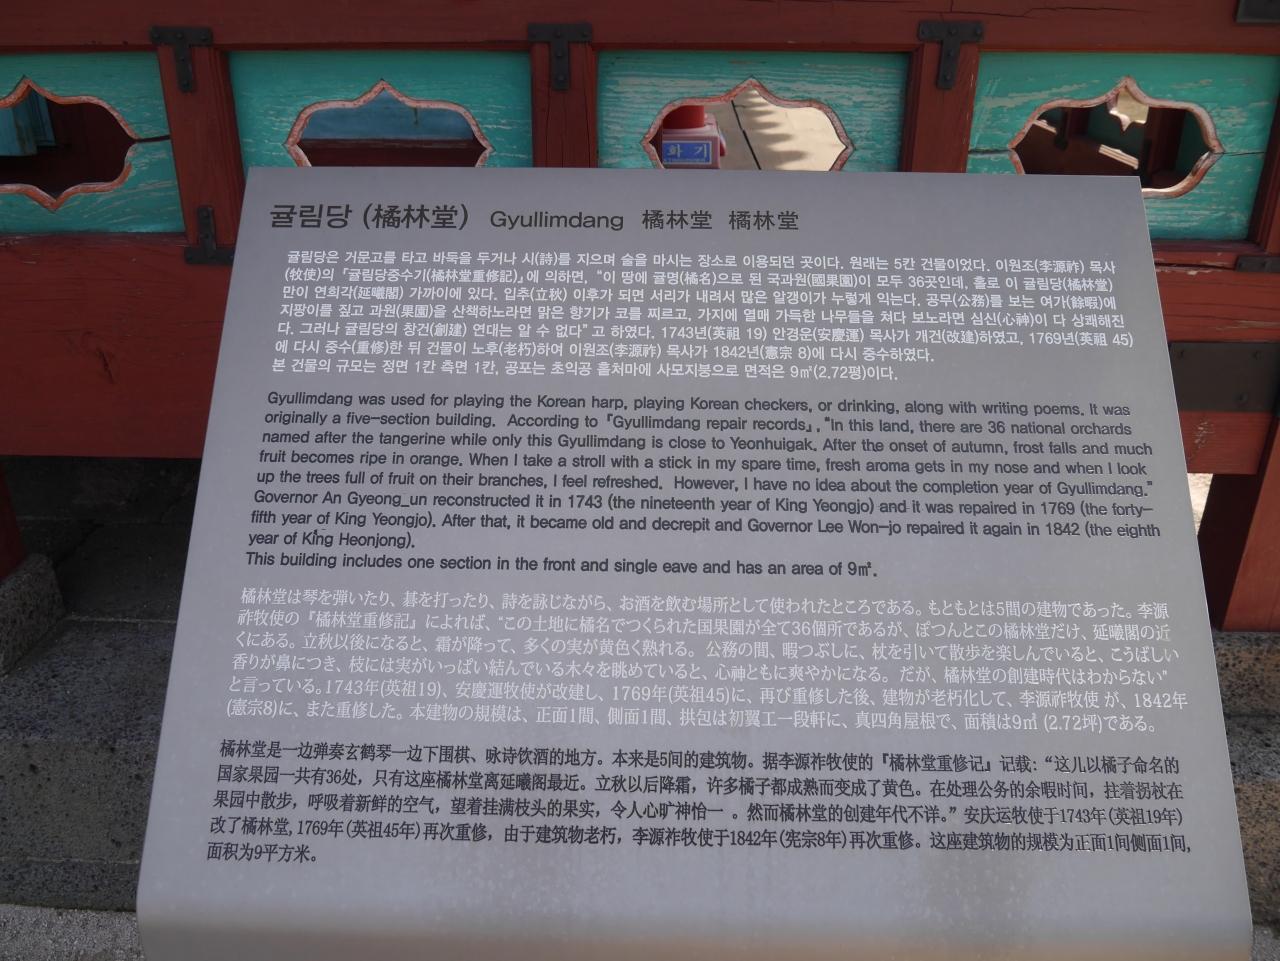 화기
귤림당 (橘林堂) Gyullimdang 橘林堂 橘林堂
귤림당은 거문고를 타고 바둑을 두거나 시(詩)를 지으며 술을 마시는 장소로 이용되던 곳이다. 원래는 5칸 건물이었다. 이원조(李源祚) 목사
(牧使)의 『귤림당중수기(橘林堂重修記)』에 의하면, “이 땅에 귤명(橘名)으로 된 국과원(國果園)이 모두 36곳인데, 홀로 이 귤림당(橘林堂)
만이 연희각(延曦閣) 가까이에 있다. 입추(立秋) 이후가 되면 서리가 내려서 많은 알갱이가 누렇게 익는다. 공무(公務)를 보는 여가(餘暇)에
지팡이를 짚고 과원(果園)을 산책하노라면 맑은 향기가 코를 찌르고, 가지에 열매 가득한 나무들을 쳐다 보노라면 심신(心神)이 다 상쾌해진
다. 그러나 귤림당의 창건(創建) 연대는 알 수 없다”고 하였다. 1743년(英祖 19) 안경운(安慶運) 목사가 개건(改建)하였고, 1769년(英祖 45)
에 다시 중수(重修)한 뒤 건물이 노후(老朽)하여 이원조(李源祚) 목사가 1842년(憲宗 8)에 다시 중수하였다.
본 건물의 규모는 정면 1칸 측면 1칸, 공포는 초익공 홑처마에 사모지붕으로 면적은 9㎡(2.72평)이다.
Gyullimdang was used for playing the Korean harp, playing Korean checkers, or drinking, along with writing poems. It was
originally a five-section building. According to 『Gyullimdang repair records』, “In this land, there are 36 national orchards
named after the tangerine while only this Gyullimdang is close to Yeonhuigak. After the onset of autumn, frost falls and much
fruit becomes ripe in orange. When I take a stroll with a stick in my spare time, fresh aroma gets in my nose and when I look
up the trees full of fruit on their branches, I feel refreshed. However, I have no idea about the completion year of Gyullimdang.”
Governor An Gyeong_un reconstructed it in 1743 (the nineteenth year of King Yeongjo) and it was repaired in 1769 (the forty-
fifth year of King Yeongjo). After that, it became old and decrepit and Governor Lee Won-jo repaired it again in 1842 (the eighth
year of King Heonjong).
This building includes one section in the front and single eave and has an area of 9㎡.
橘林堂は琴を弾いたり、碁を打ったり、詩を詠じながら、お酒を飲む場所として使われたところである。もともとは5間の建物であった。李源
祚牧使の『橘林堂重修記』によれば、“この土地に橘名でつくられた国果園が全て36個所であるが、ぽつんとこの橘林堂だけ、延曦閣の近
くにある。立秋以後になると、霜が降って、多くの実が黄色く熟れる。公務の間、暇つぶしに、杖を引いて散歩を楽しんでいると、こうばしい
香りが鼻につき、枝には実がいっぱい結んでいる木々を眺めていると、心神ともに爽やかになる。だが、橘林堂の創建時代はわからない”
と言っている。1743年(英祖19)、安慶運牧使が改建し、1769年(英祖45)に、再び重修した後、建物が老朽化して、李源祚牧使 が、1842年
(憲宗8)に、また重修した。本建物の規模は、正面1間、側面1間、拱包は初翼工一段軒に、真四角屋根で、面積は9㎡ (2.72坪)である。
橘林堂是一边弹奏玄鹤琴一边下围棋、咏诗饮酒的地方。本来是5间的建筑物。据李源祚牧使的『橘林堂重修记』记载: “这儿以橘子命名的
国家果园一共有36处，只有这座橘林堂离延曦阁最近。立秋以后降霜，许多橘子都成熟而变成了黄色。在处理公务的余暇时间，拄着拐杖在
果园中散步，呼吸着新鲜的空气，望着挂满枝头的果实，令人心旷神怡一 。然而橘林堂的创建年代不详。” 安庆运牧使于1743年(英祖19年)
改了橘林堂, 1769年(英祖45年)再次重修，由于建筑物老朽，李源祚牧使于1842年(宪宗8年)再次重修。这座建筑物的规模为正面1间侧面1间,
面积为9平方米。